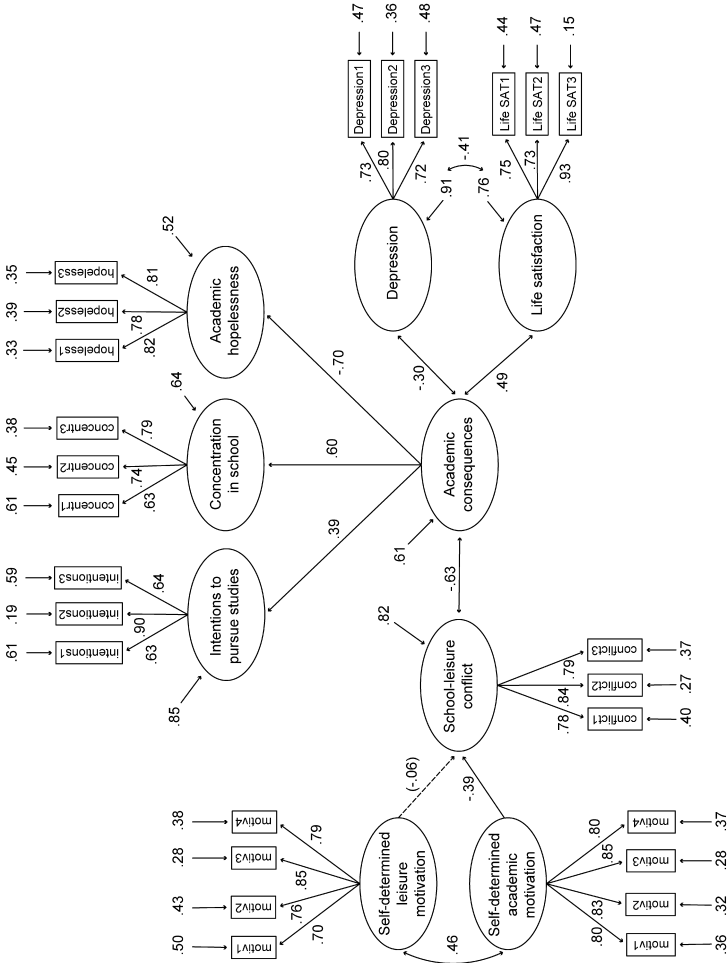 .61
.19
.59
.61
.45
.38
.33
.39
.35
intentions1
intentions2
intentions3
concentr1
concentr2
concentr3
hopeless1
hopeless2
hopeless3
.63
.90
.64
.63
.74
.79
.82
.78
.81
.85
.64
.52
Intentions to
pursue studies
Concentration
in school
Academic
hopelessness
.39
.60
-.70
.50
.43
.28
.38
motiv1
motiv2
motiv3
motiv4
.70
.76
.85
.79
Self-determined
leisure
motivation
.46
Self-determined
academic
motivation
.80
.83
.85
.80
motiv1
motiv2
motiv3
motiv4
.36
.32
.28
.37
(-.06)
-.39
.82
School-leisure
conflict
.78
.84
.79
conflict1
conflict2
conflict3
.40
.27
.37
-.63
.61
Academic
consequences
-.30
.49
Depression
.91
.73
.80
.72
Depression1
Depression2
Depression3
.47
.36
.48
-.41
Life satisfaction
.76
.75
.73
.93
Life SAT1
Life SAT2
Life SAT3
.44
.47
.15